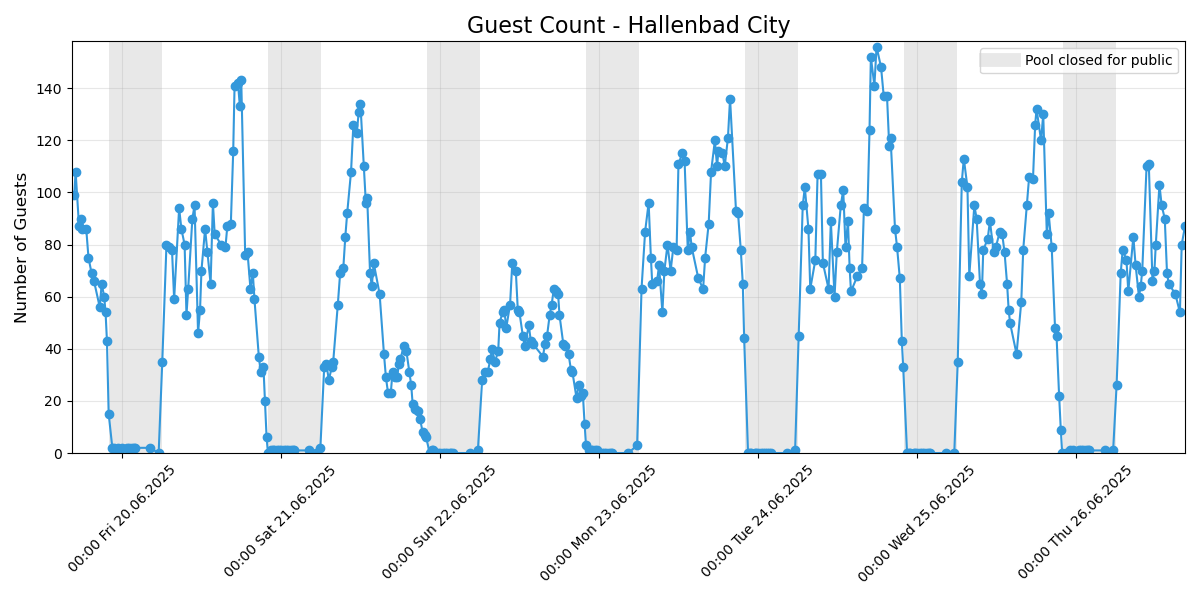 Guest Count - Hallenbad City
Pool closed for public
Number of Guests
140
120
100
80
60
40
20
0
00:00 Fri 20.06.2025
00:00 Sat 21.06.2025
00:00 Sun 22.06.2025
00:00 Mon 23.06.2025
00:00 Tue 24.06.2025
00:00 Wed 25.06.2025
00:00 Thu 26.06.2025